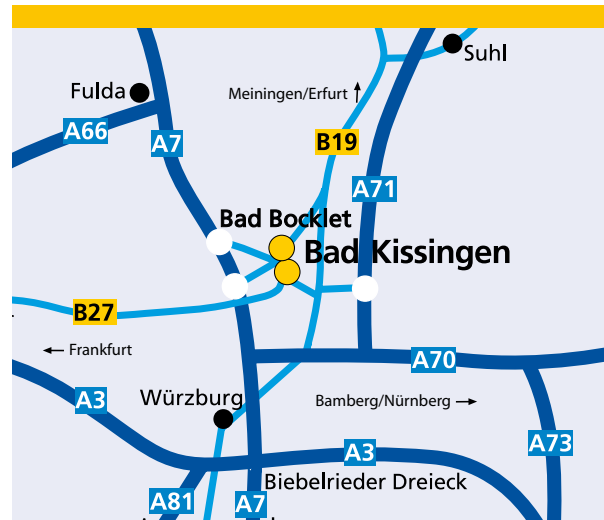 Suhl
Fulda
Meiningen/Erfurt
A66
A7
B19
A71
Bad Bocklet
Bad Kissingen
B27
Frankfurt
A70
A3
Würzburg
Bamberg/Nürnberg
A73
A3
Biebelrieder Dreieck
A81
A7